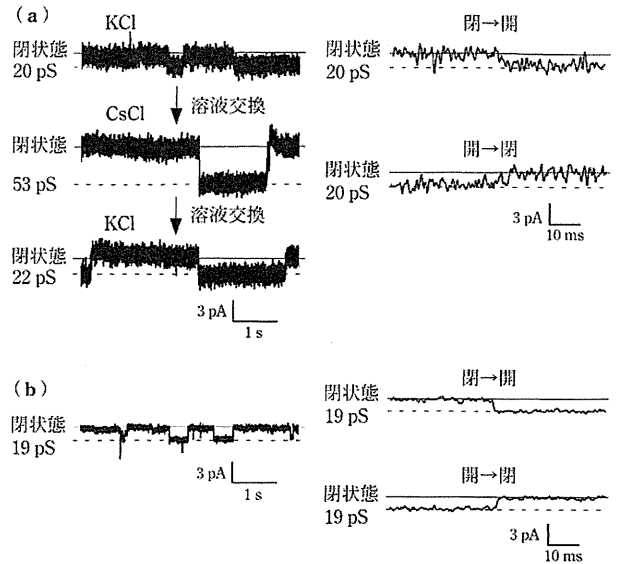 (a)
KCl
閉状態
20 pS
溶液交換
CsCl
閉状態
53 pS
溶液交換
KCl
閉状態
22 pS
3 pA
1 s
閉→開
閉状態
20 pS
開→閉
閉状態
20 pS
3 pA
10 ms
(b)
閉状態
19 pS
3 pA
1 s
閉→開
閉状態
19 pS
開→閉
閉状態
19 pS
3 pA
10 ms